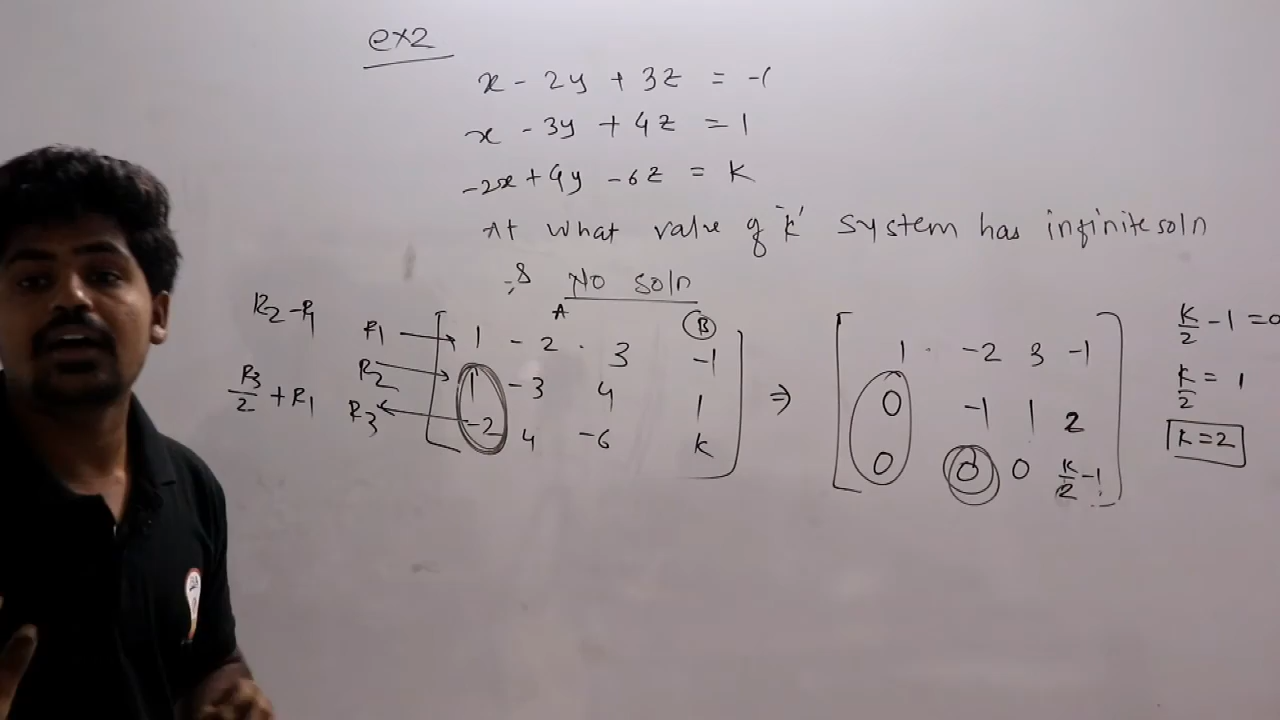 ex2
x - 2y + 3z = -1
x - 3y + 4z = 1
-2x + 4y - 6z = k
At what value of 'k' system has infinite soln
& No soln
A B
R2 - R1
R3/2 + R1
R1 → [ 1 -2 3 -1
R2 → 1 -3 4 1
R3 ← -2 4 -6 k ]
⇒
[ 1 -2 3 -1
0 -1 1 2
0 0 0 k/2 - 1 ]
k/2 - 1 = 0
k/2 = 1
k = 2